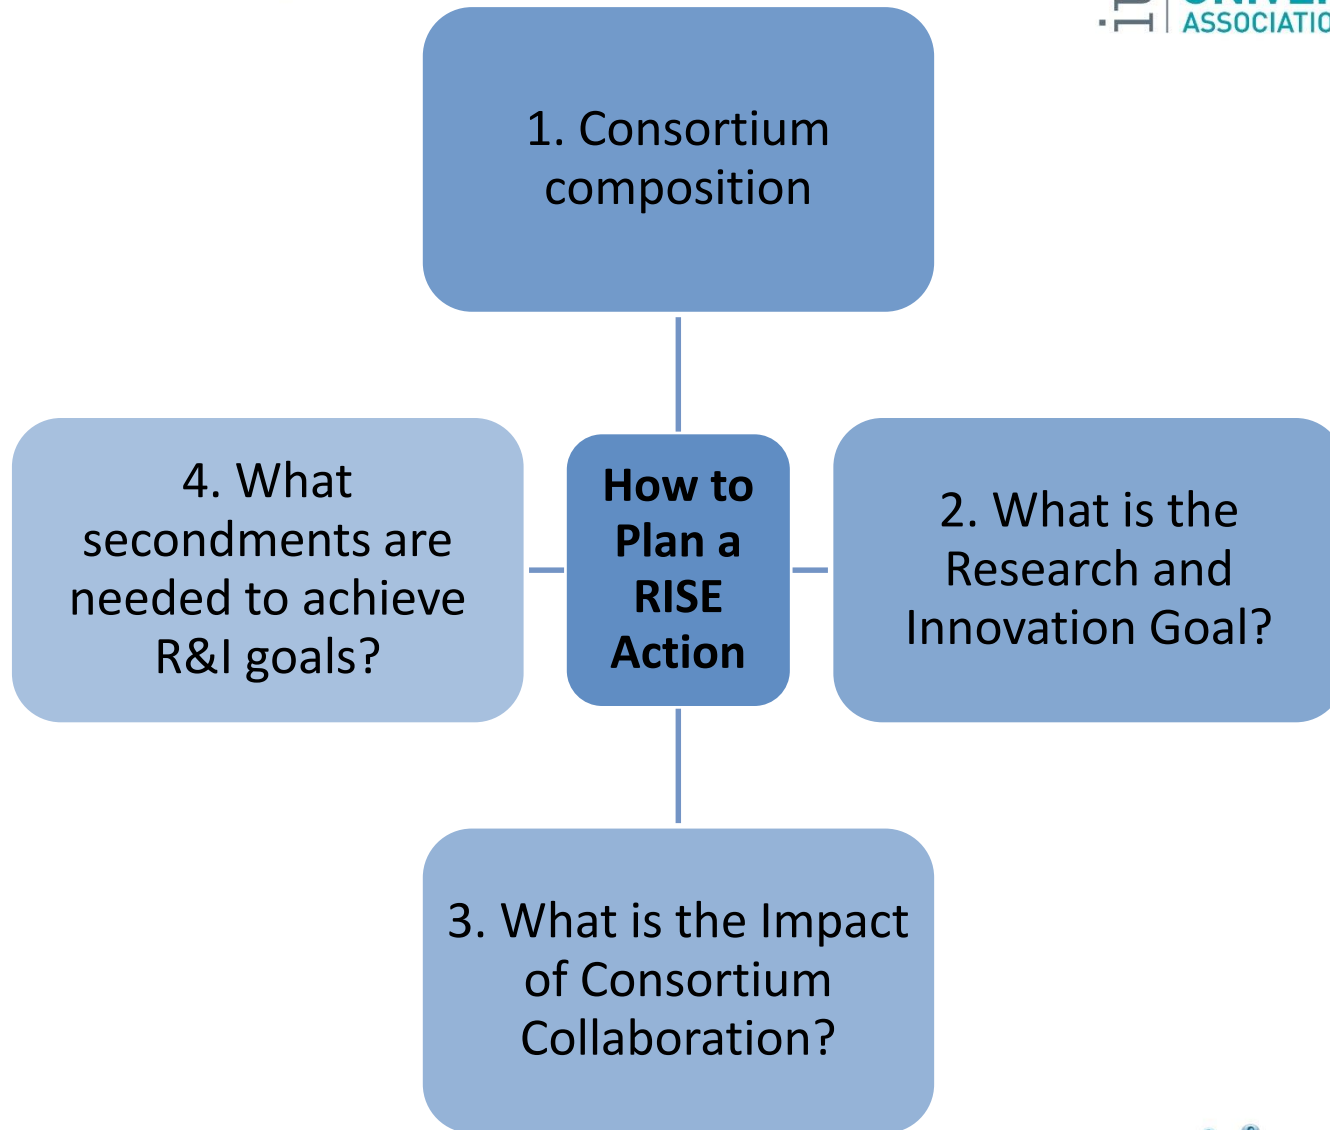 ASSOCIATIO
1. Consortium
composition
How to
Plan a
RISE
Action
2. What is the
Research and
Innovation Goal?
3. What is the Impact
of Consortium
Collaboration?
4. What
secondments are
needed to achieve
R&I goals?